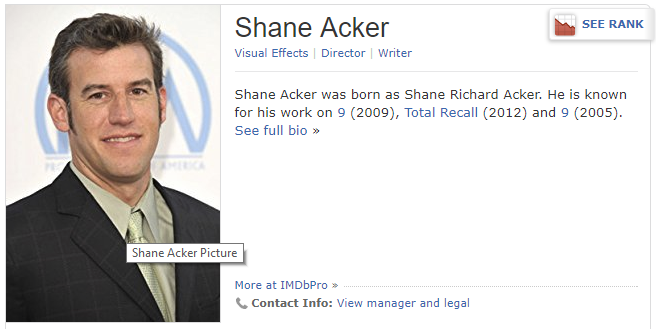 Shane Acker
SEE RANK
Visual Effects | Director | Writer
Shane Acker was born as Shane Richard Acker. He is known
for his work on 9 (2009), Total Recall (2012) and 9 (2005).
See full bio »
Shane Acker Picture
More at IMDbPro »
Contact Info: View manager and legal